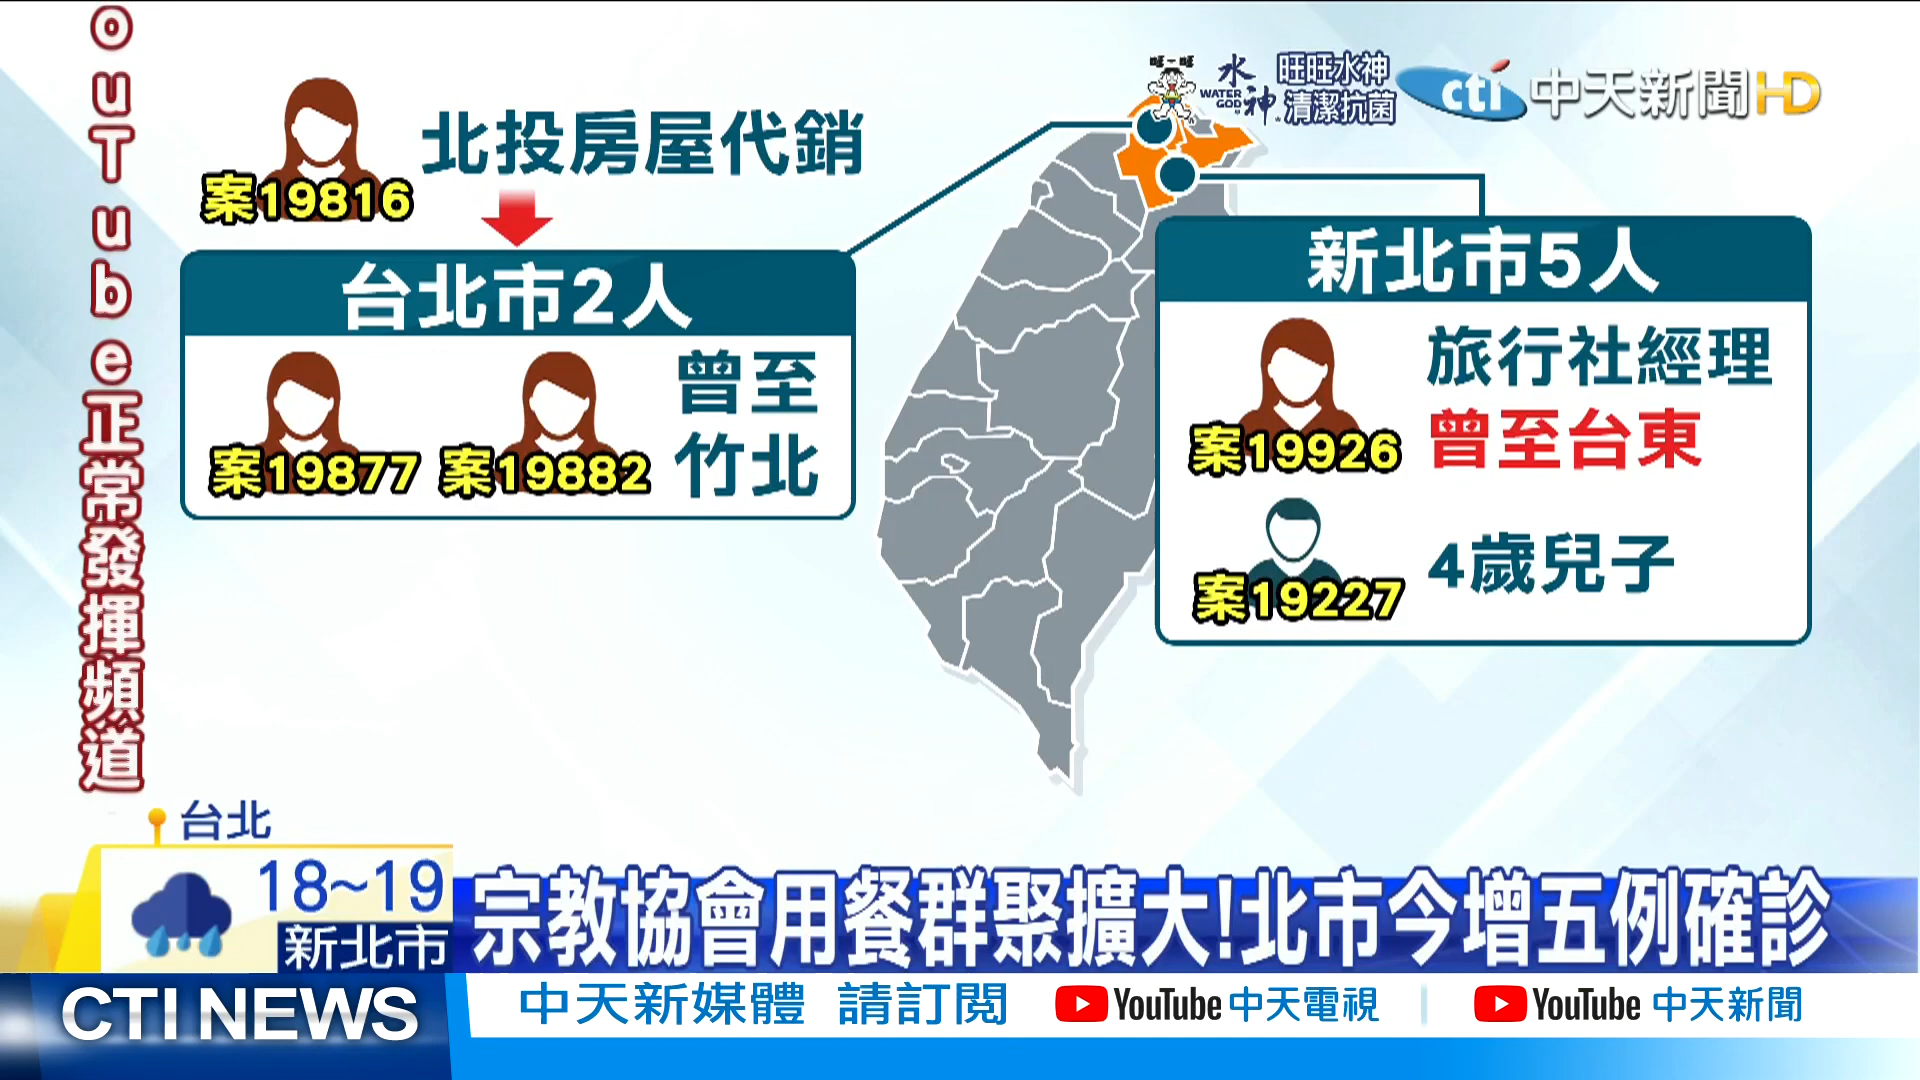 ouTube正常發揮頻道
旺旺
水神
WATER GOD
旺旺水神
清潔抗菌
cti 中天新聞HD
案19816
北投房屋代銷
台北市2人
案19877
案19882
曾至
竹北
新北市5人
案19926
旅行社經理
曾至台東
案19227
4歲兒子
台北
18~19
新北市
宗教協會用餐群聚擴大!北市今增五例確診
CTI NEWS
中天新媒體 請訂閱
YouTube 中天電視
YouTube 中天新聞